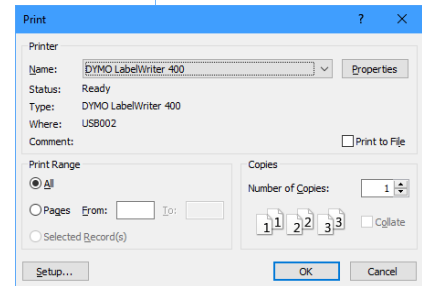 Print ? ×
Printer
Name: DYMO LabelWriter 400 Properties
Status: Ready
Type: DYMO LabelWriter 400
Where: USB002
Comment: Print to File
Print Range
All
Pages From: To:
Selected Record(s)
Copies
Number of Copies: 1
1 1 2 2 3 3 Collate
Setup... OK Cancel